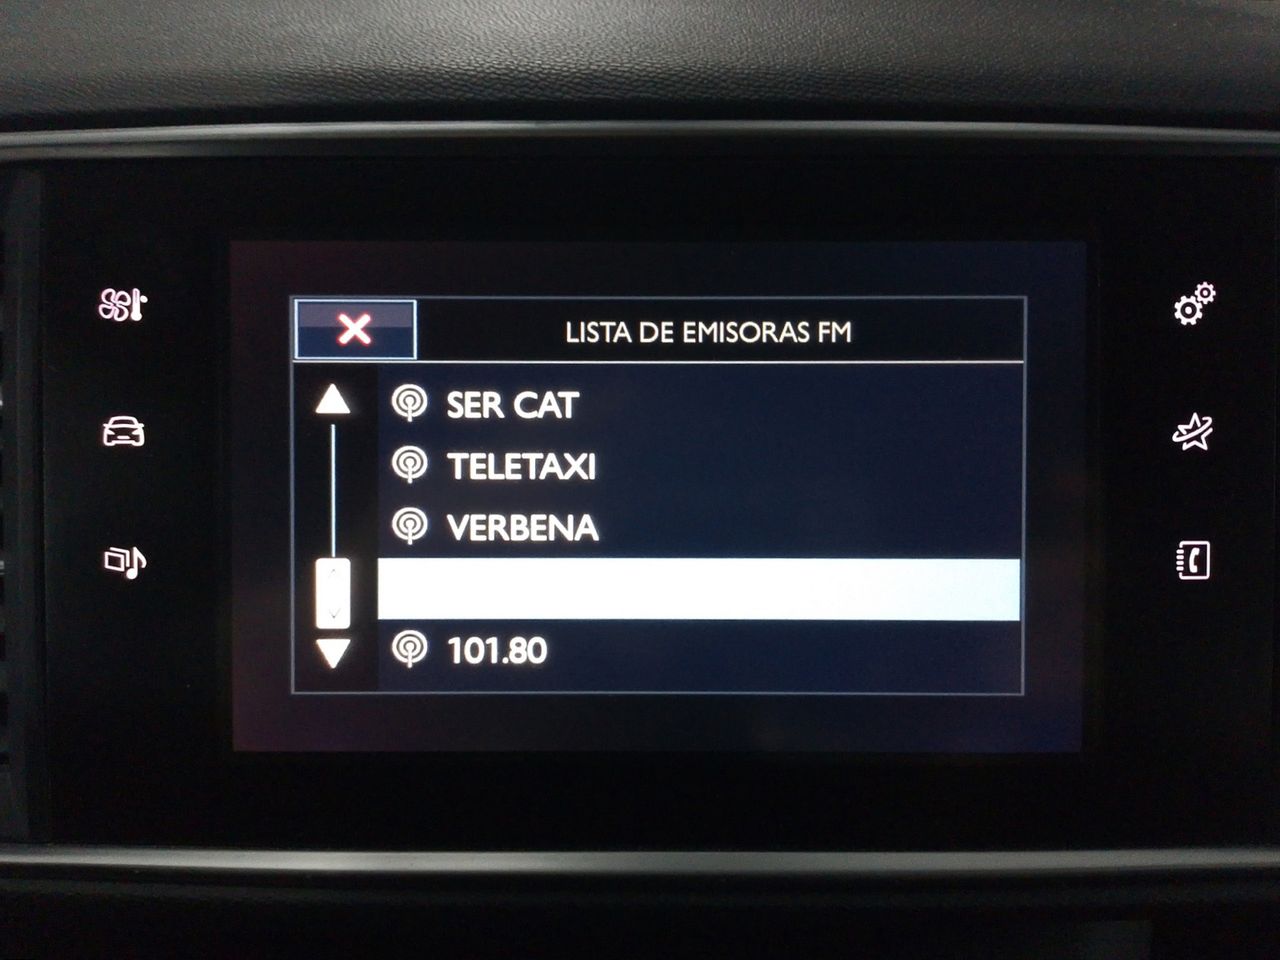 LISTA DE EMISORAS FM
SER CAT
TELETAXI
VERBENA
101.80